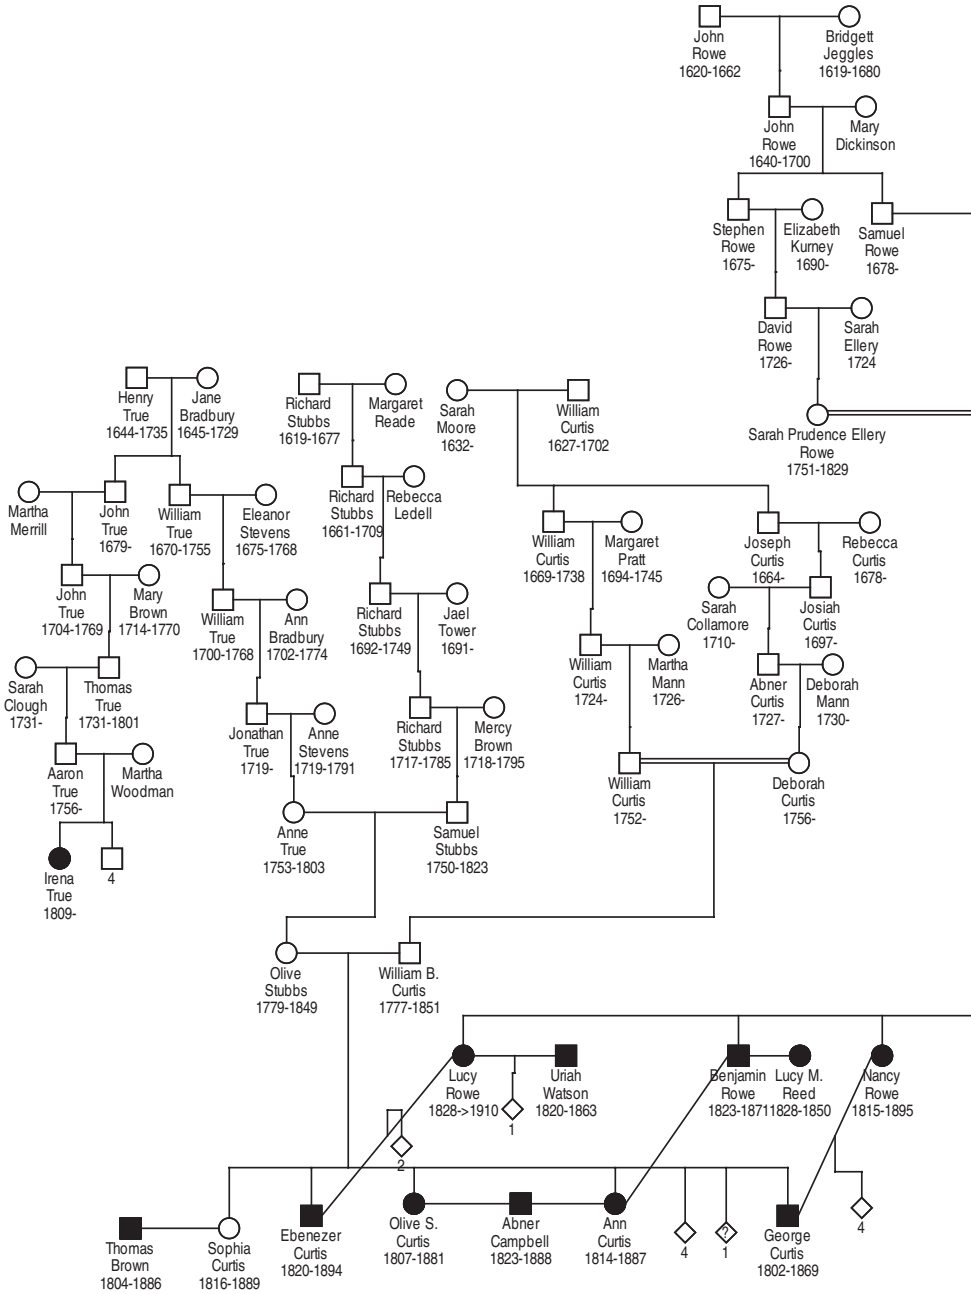 John
Rowe
1620-1662
Bridgett
Jeggles
1619-1680
John
Rowe
1640-1700
Mary
Dickinson
Stephen
Rowe
1675-
Elizabeth
Kurney
1690-
Samuel
Rowe
1678-
David
Rowe
1726-
Sarah
Ellery
1724
Sarah Prudence Ellery
Rowe
1751-1829
Henry
True
1644-1735
Jane
Bradbury
1645-1729
Richard
Stubbs
1619-1677
Margaret
Reade
Sarah
Moore
1632-
William
Curtis
1627-1702
Martha
Merrill
John
True
1679-
William
True
1670-1755
Eleanor
Stevens
1675-1768
Richard
Stubbs
1661-1709
Rebecca
Ledell
William
Curtis
1669-1738
Margaret
Pratt
1694-1745
Joseph
Curtis
1664-
Rebecca
Curtis
1678-
John
True
1704-1769
Mary
Brown
1714-1770
William
True
1700-1768
Ann
Bradbury
1702-1774
Richard
Stubbs
1692-1749
Jael
Tower
1691-
Sarah
Collamore
1710-
Josiah
Curtis
1697-
Sarah
Clough
1731-
Thomas
True
1731-1801
William
Curtis
1724-
Martha
Mann
1726-
Abner
Curtis
1727-
Deborah
Mann
1730-
Jonathan
True
1719-
Anne
Stevens
1719-1791
Richard
Stubbs
1717-1785
Mercy
Brown
1718-1795
Aaron
True
1756-
Martha
Woodman
William
Curtis
1752-
Deborah
Curtis
1756-
Anne
True
1753-1803
Samuel
Stubbs
1750-1823
Irena
True
1809-
4
Olive
Stubbs
1779-1849
William B.
Curtis
1777-1851
Lucy
Rowe
1828->1910
Uriah
Watson
1820-1863
1
Benjamin
Rowe
1823-1871
Lucy M.
Reed
1828-1850
Nancy
Rowe
1815-1895
2
Thomas
Brown
1804-1886
Sophia
Curtis
1816-1889
Ebenezer
Curtis
1820-1894
Olive S.
Curtis
1807-1881
Abner
Campbell
1823-1888
Ann
Curtis
1814-1887
4
?
1
George
Curtis
1802-1869
4